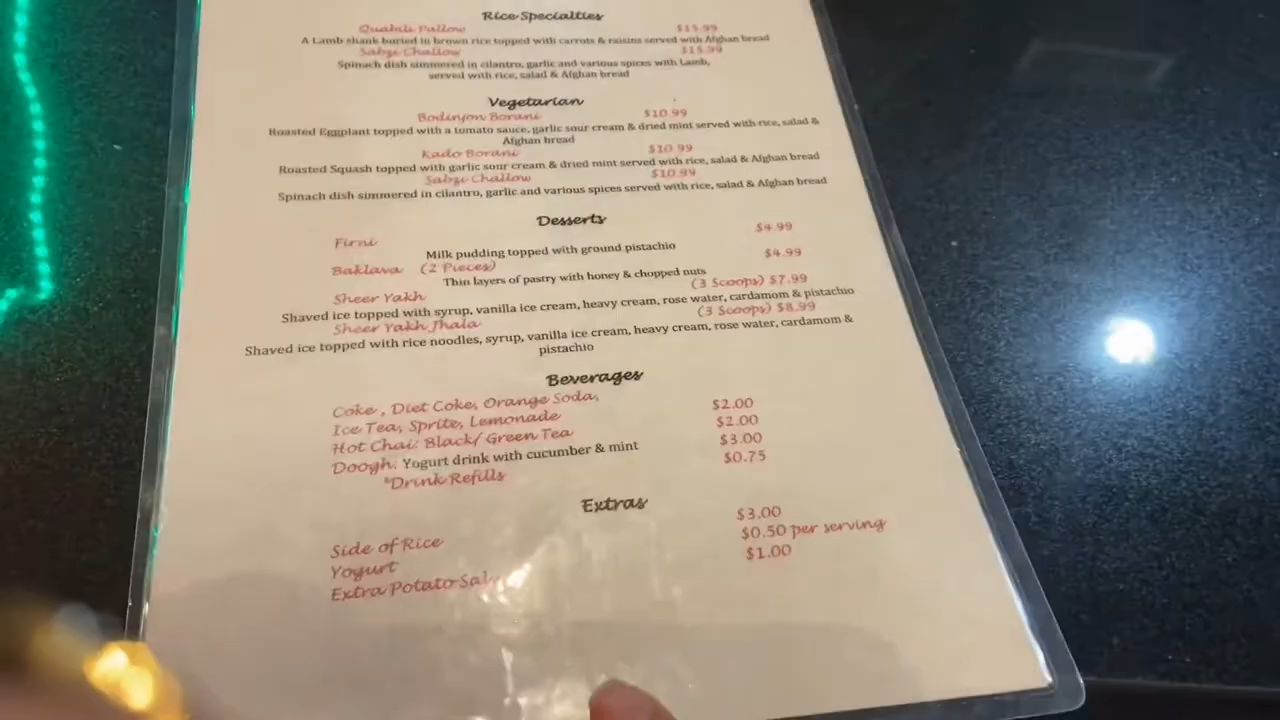 Rice Specialties
Quabili Pallow $15.99
A Lamb shank buried in brown rice topped with carrots & raisins served with Afghan bread
Sabzi Challow $15.99
Spinach dish simmered in cilantro, garlic and various spices with Lamb,
served with rice, salad & Afghan bread
Vegetarian
Bodinjon Borani $10.99
Roasted Eggplant topped with a tomato sauce, garlic sour cream & dried mint served with rice, salad &
Afghan bread
Kado Borani $10.99
Roasted Squash topped with garlic sour cream & dried mint served with rice, salad & Afghan bread
Sabzi Challow $10.99
Spinach dish simmered in cilantro, garlic and various spices served with rice, salad & Afghan bread
Desserts
Firni $4.99
Milk pudding topped with ground pistachio
Baklava (2 Pieces) $4.99
Thin layers of pastry with honey & chopped nuts
Sheer Yakh (3 Scoops) $7.99
Shaved ice topped with syrup, vanilla ice cream, heavy cream, rose water, cardamom & pistachio
Sheer Yakh Jhala (3 Scoops) $8.99
Shaved ice topped with rice noodles, syrup, vanilla ice cream, heavy cream, rose water, cardamom &
pistachio
Beverages
Coke, Diet Coke, Orange Soda,
Ice Tea, Sprite, Lemonade $2.00
Hot Chai: Black/ Green Tea $2.00
Doogh: Yogurt drink with cucumber & mint $3.00
*Drink Refills $0.75
Extras
Side of Rice $3.00
Yogurt $0.50 per serving
Extra Potato $1.00